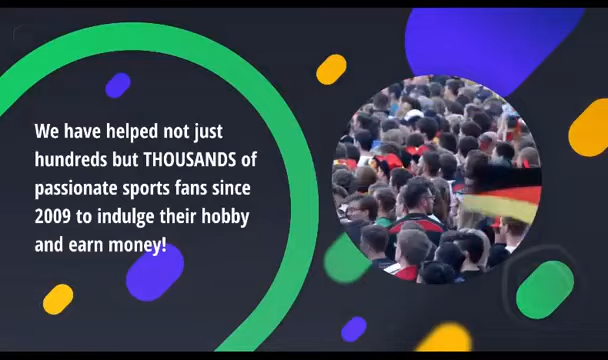 We have helped not just
hundreds but THOUSANDS of
passionate sports fans since
2009 to indulge their hobby
and earn money!